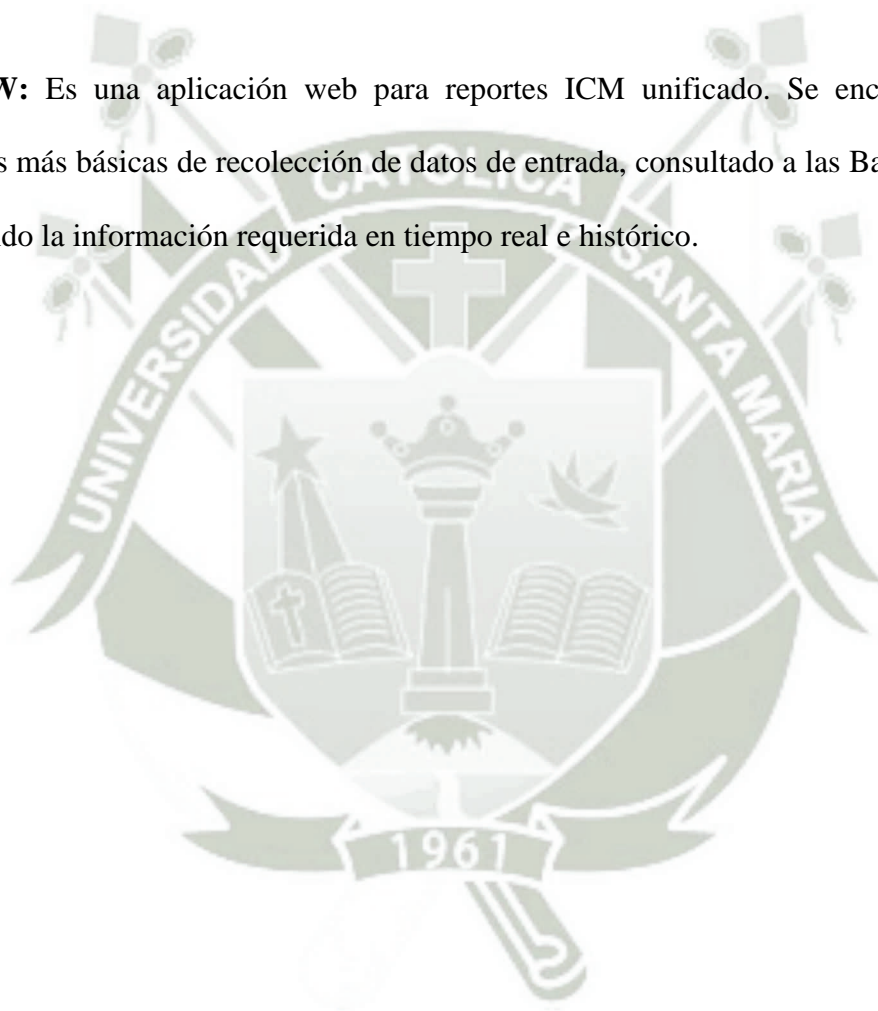 W: Es una aplicación web para reportes ICM unificado. Se enc
s más básicas de recolección de datos de entrada, consultado a las Ba
do la información requerida en tiempo real e histórico.
UNIVERSIDAD CATOLICA SANTA MARIA
1961